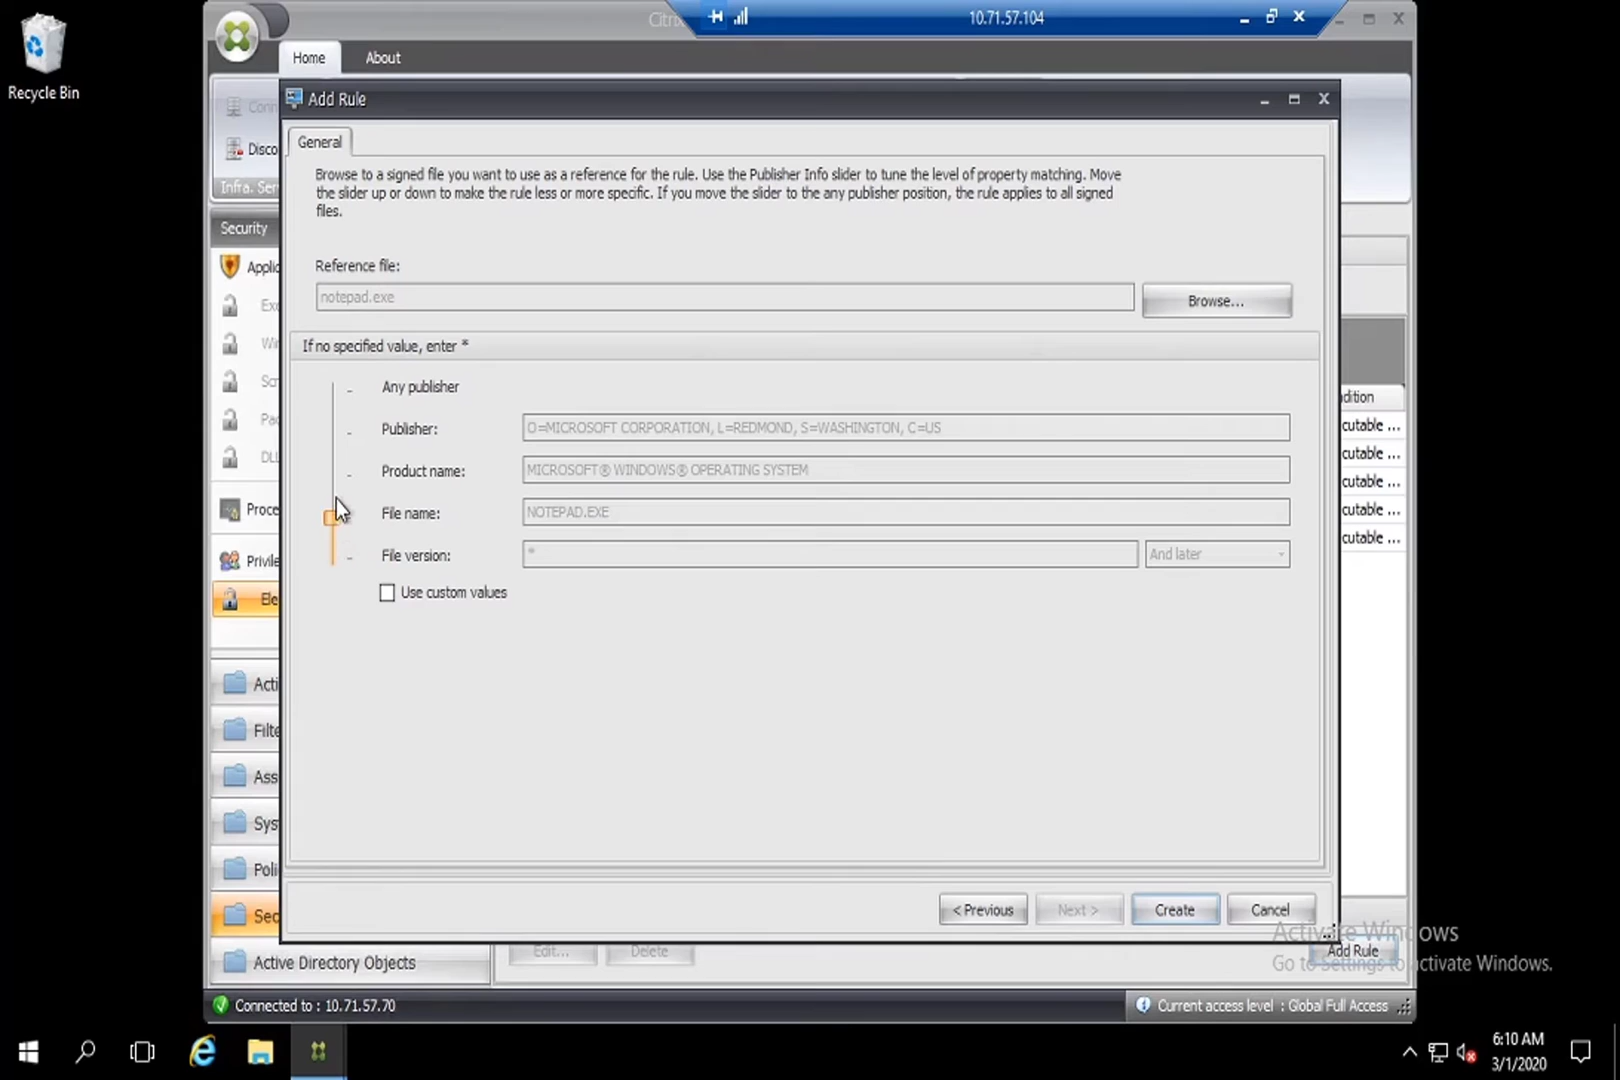 Recycle Bin
Citrix
10.71.57.104
Home
About
Conn
Disco
Infra. Ser
Add Rule
General
Browse to a signed file you want to use as a reference for the rule. Use the Publisher Info slider to tune the level of property matching. Move
the slider up or down to make the rule less or more specific. If you move the slider to the any publisher position, the rule applies to all signed
files.
Security
Applic
Reference file:
notepad.exe
Browse...
Exe
Win
If no specified value, enter *
Scr
Any publisher
dition
Pac
Publisher:
O=MICROSOFT CORPORATION, L=REDMOND, S=WASHINGTON, C=US
cutable ...
DLL
cutable ...
Product name:
MICROSOFT® WINDOWS® OPERATING SYSTEM
cutable ...
Proce
File name:
NOTEPAD.EXE
cutable ...
cutable ...
Privile
File version:
*
And later
Ele
Use custom values
Acti
Filte
Ass
Sys
Poli
Sec
< Previous
Next >
Create
Cancel
Activate Windows
Go to Settings to activate Windows.
Edit...
Delete
Add Rule
Active Directory Objects
Connected to : 10.71.57.70
Current access level : Global Full Access
6:10 AM
3/1/2020